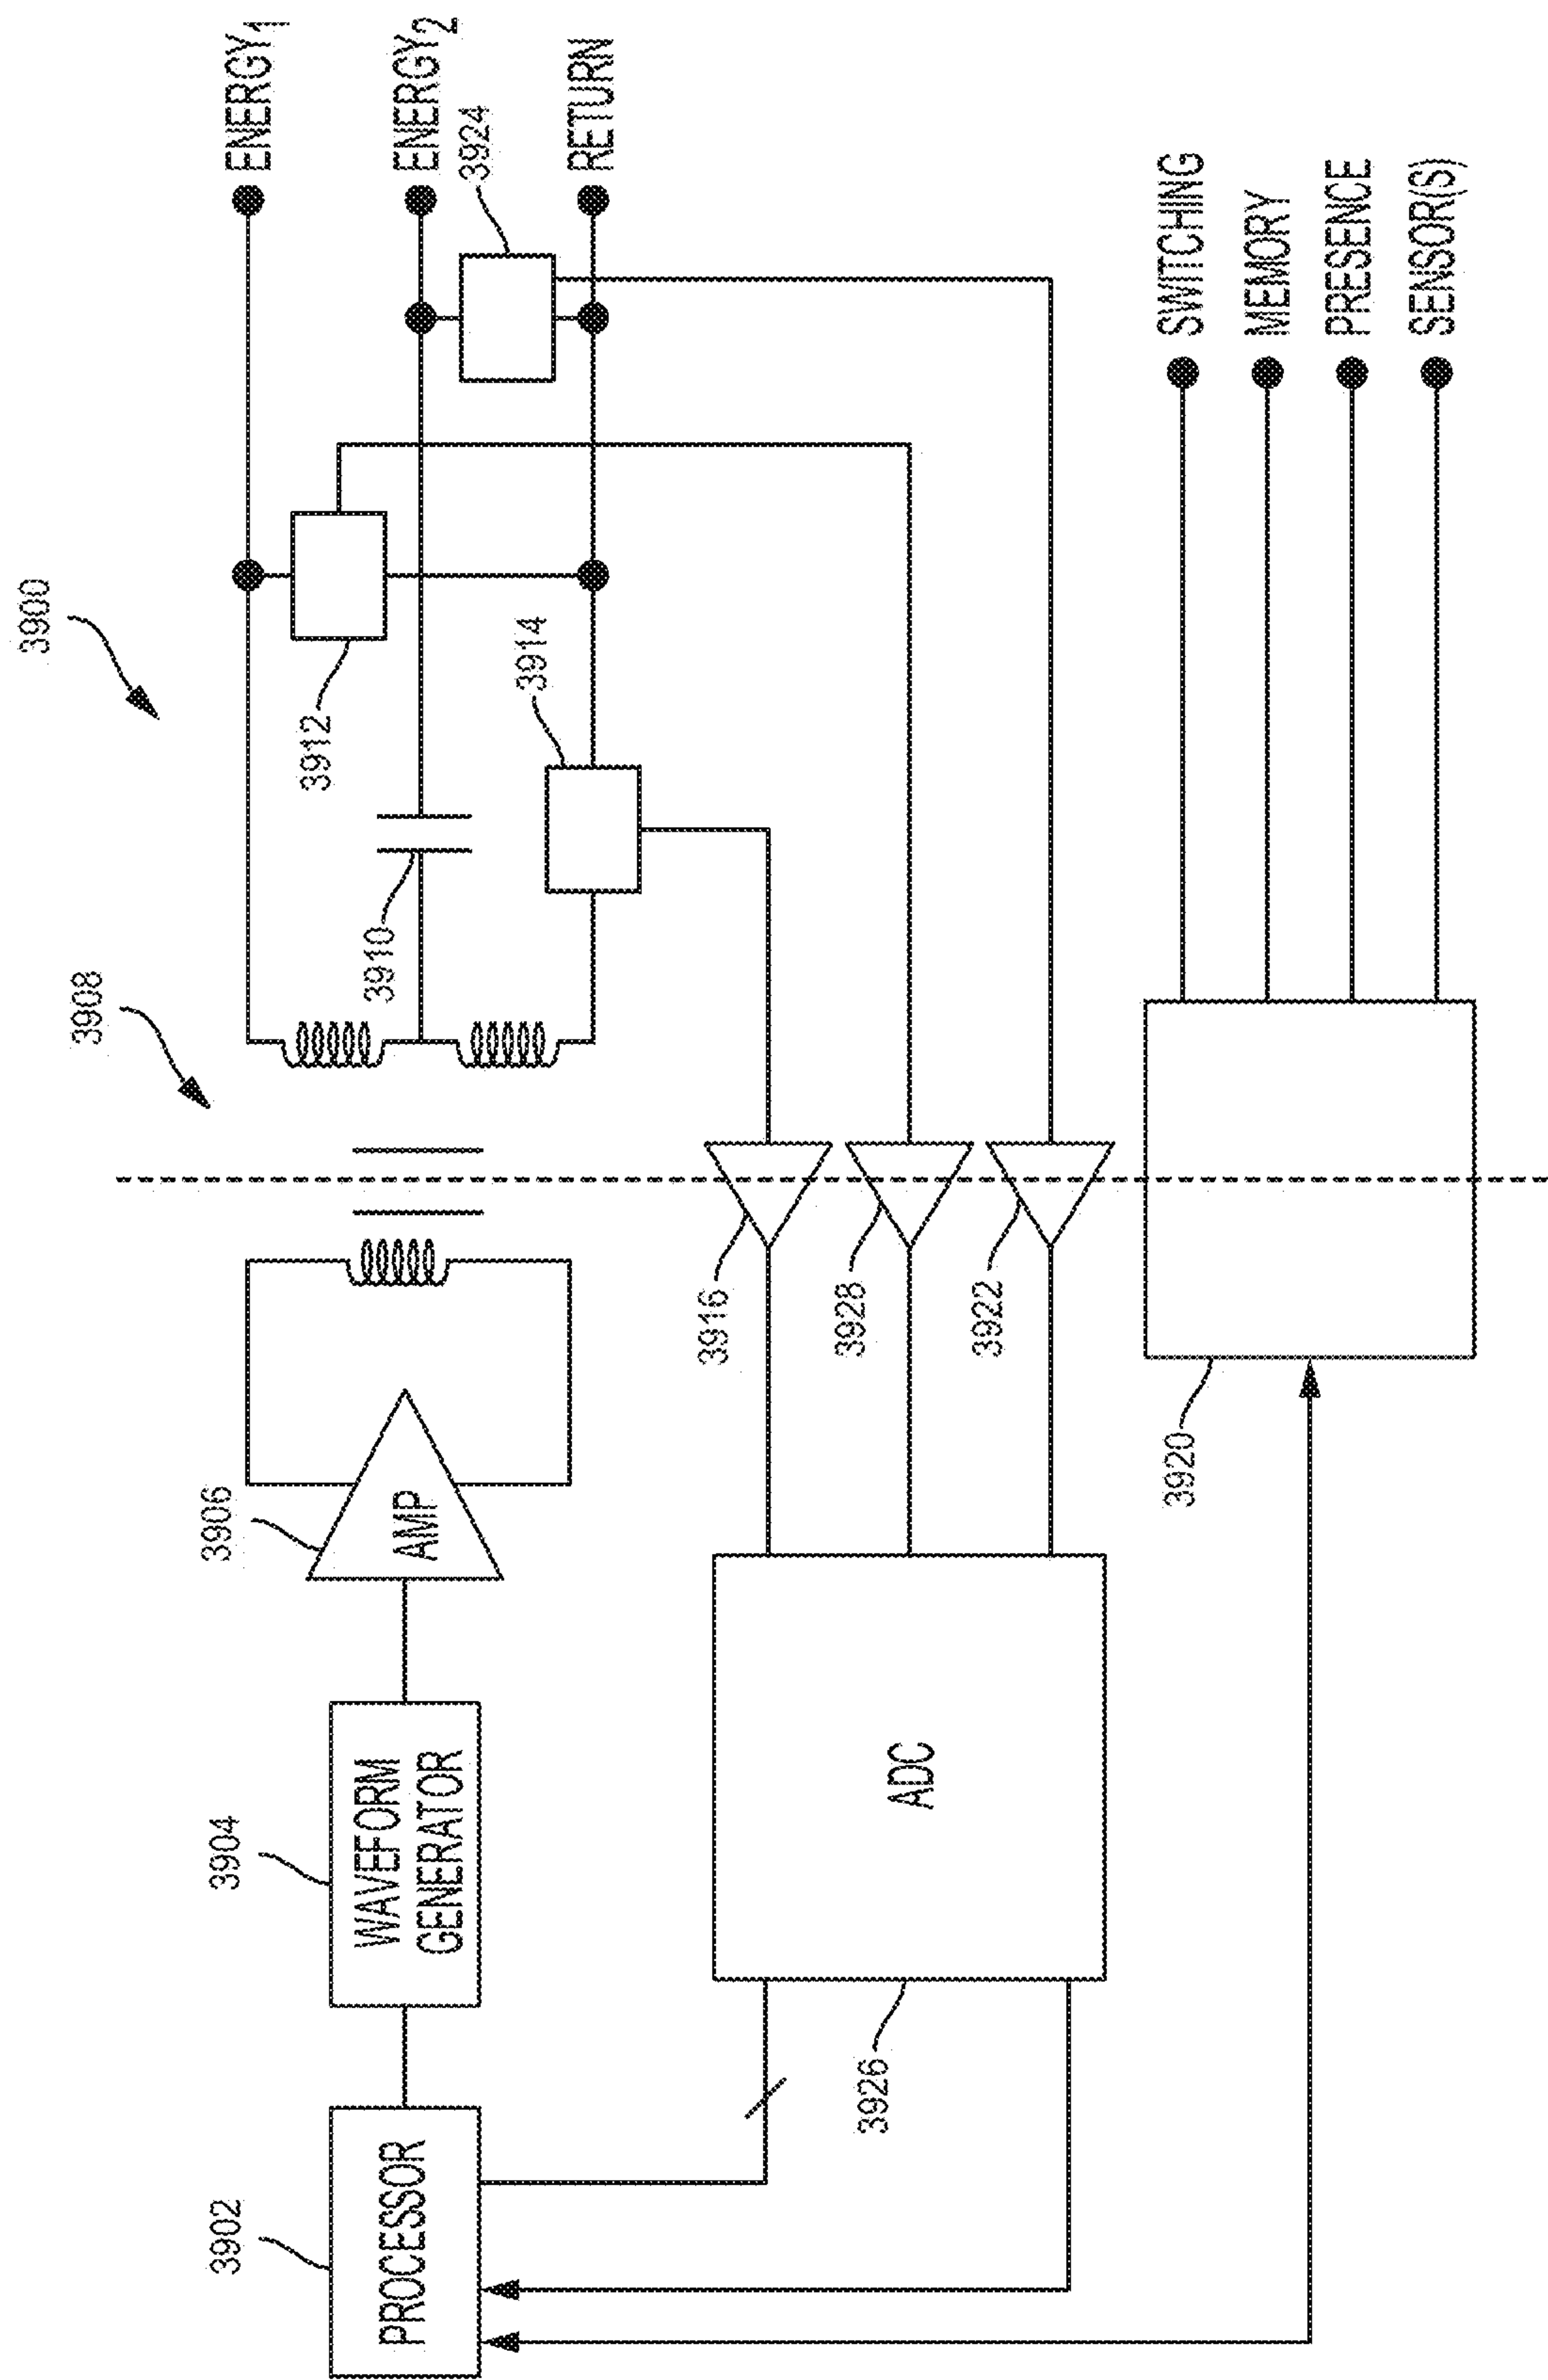 3900
3908
3902
PROCESSOR
3904
WAVEFORM
GENERATOR
3906
AMP
3910
3912
3914
3924
ENERGY1
ENERGY2
RETURN
3926
ADC
3916
3928
3922
3920
SWITCHING
MEMORY
PRESENCE
SENSOR(S)